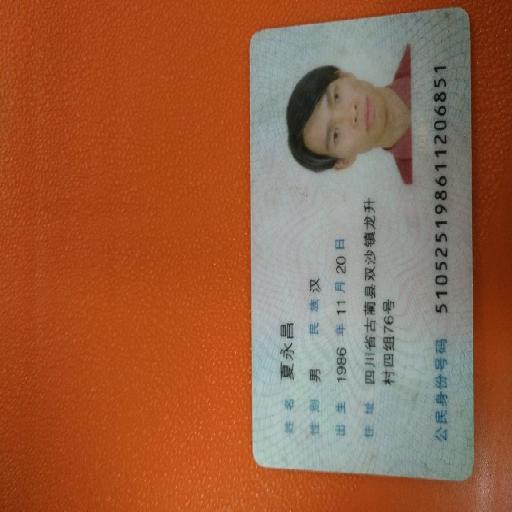 姓名 夏永昌
性别 男 民族 汉
出生 1986 年 11 月 20 日
住址 四川省古蔺县双沙镇龙升
村四组76号
公民身份号码 510525198611206851